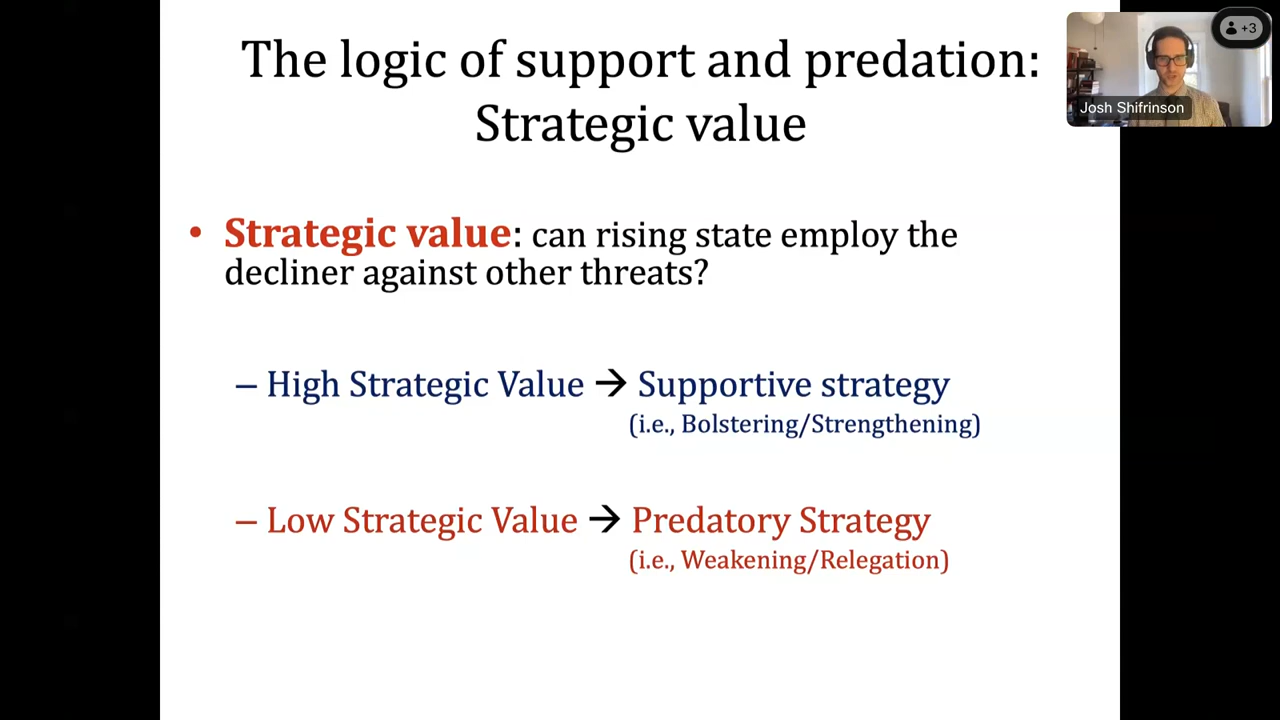 The logic of support and predation:
Strategic value
+3
Josh Shifrinson
• Strategic value: can rising state employ the
decliner against other threats?
– High Strategic Value → Supportive strategy
(i.e., Bolstering/Strengthening)
– Low Strategic Value → Predatory Strategy
(i.e., Weakening/Relegation)